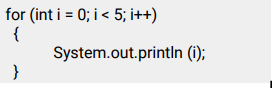 for (int i = 0; i < 5; i++)
{
System.out.println (i);
}